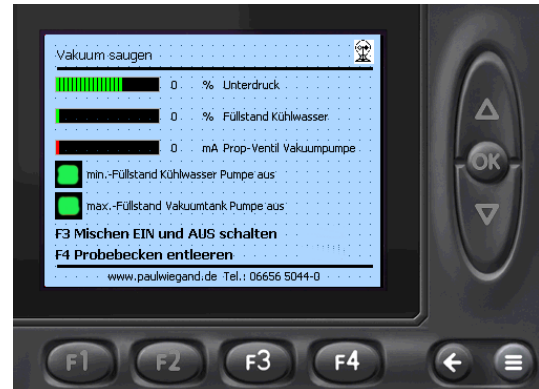 Vakuum saugen
0 % Unterdruck
0 % Füllstand Kühlwasser
0 mA Prop-Ventil Vakuumpumpe
min.-Füllstand Kühlwasser Pumpe aus
max.-Füllstand Vakuumtank Pumpe aus
F3 Mischen EIN und AUS schalten
F4 Probebecken entleeren
www.paulwiegand.de Tel.: 06656 5044-0
OK
F1 F2 F3 F4